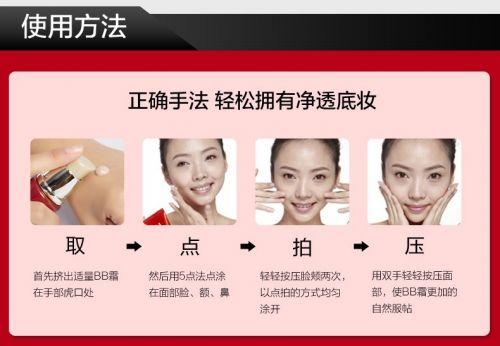 使用方法
正确手法 轻松拥有净透底妆
取
点
拍
压
首先挤出适量BB霜
在手部虎口处
然后用5点法点涂
在面部脸、额、鼻
轻轻按压脸颊两次，
以点拍的方式均匀
涂开
用双手轻轻按压面
部，使BB霜更加的
自然服帖